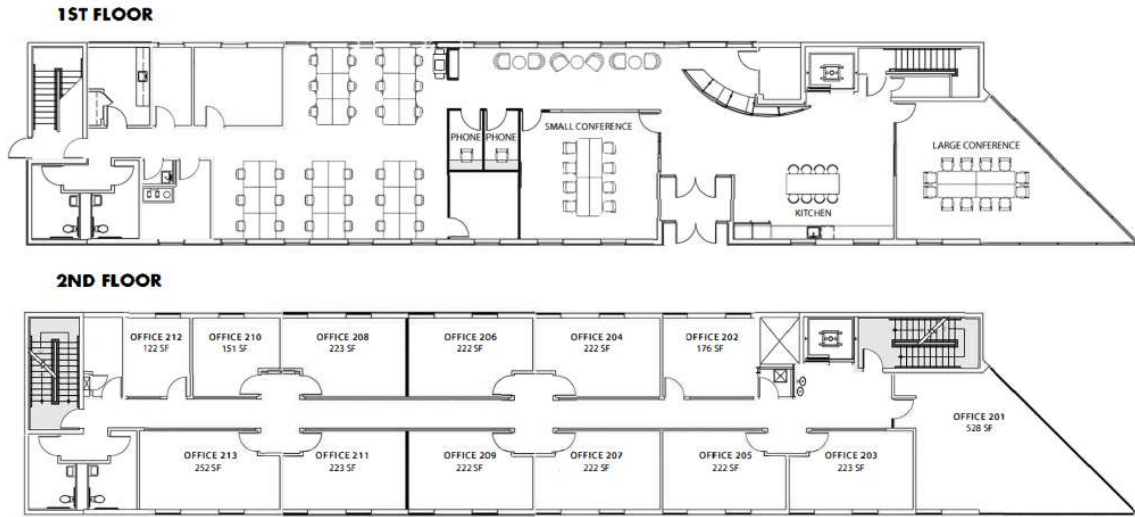 1ST FLOOR
PHONE
PHONE
SMALL CONFERENCE
LARGE CONFERENCE
KITCHEN
2ND FLOOR
OFFICE 212
122 SF
OFFICE 210
151 SF
OFFICE 208
223 SF
OFFICE 206
222 SF
OFFICE 204
222 SF
OFFICE 202
176 SF
OFFICE 201
528 SF
OFFICE 213
252 SF
OFFICE 211
223 SF
OFFICE 209
222 SF
OFFICE 207
222 SF
OFFICE 205
222 SF
OFFICE 203
223 SF